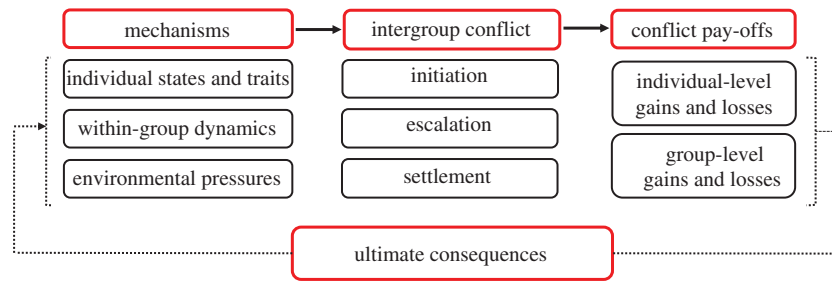 mechanisms
intergroup conflict
conflict pay-offs
individual states and traits
within-group dynamics
environmental pressures
initiation
escalation
settlement
individual-level
gains and losses
group-level
gains and losses
ultimate consequences